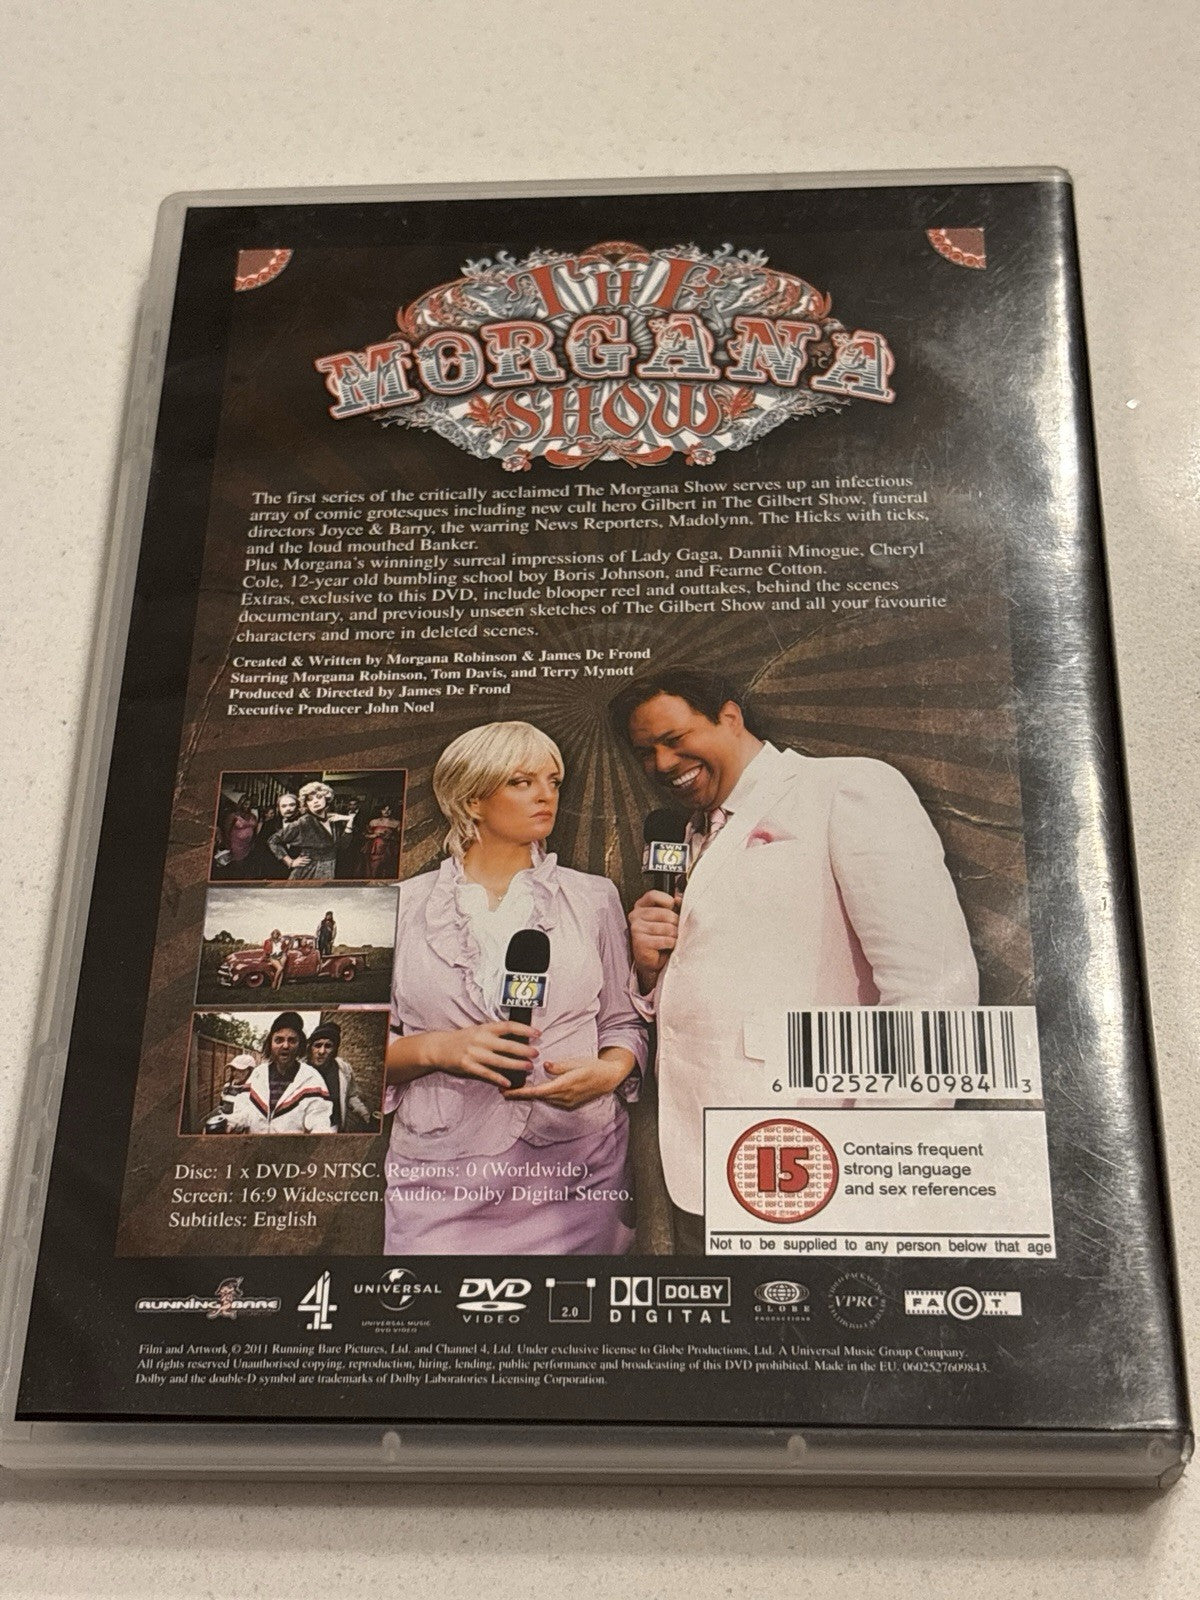 THE
MORGANA
SHOW
The first series of the critically acclaimed The Morgana Show serves up an infectious
array of comic grotesques including new cult hero Gilbert in The Gilbert Show, funeral
directors Joyce & Barry, the warring News Reporters, Madolynn, The Hicks with ticks,
and the loud mouthed Banker.
Plus Morgana's winningly surreal impressions of Lady Gaga, Dannii Minogue, Cheryl
Cole, 12-year old bumbling school boy Boris Johnson, and Fearne Cotton.
Extras, exclusive to this DVD, include blooper reel and outtakes, behind the scenes
documentary, and previously unseen sketches of The Gilbert Show and all your favourite
characters and more in deleted scenes.
Created & Written by Morgana Robinson & James De Frond
Starring Morgana Robinson, Tom Davis, and Terry Mynott
Produced & Directed by James De Frond
Executive Producer John Noel
SWN
6
NEWS
SWN
6
NEWS
6 02527 60984 3
15
Contains frequent
strong language
and sex references
Not to be supplied to any person below that age
Disc: 1 x DVD-9 NTSC. Regions: 0 (Worldwide).
Screen: 16:9 Widescreen. Audio: Dolby Digital Stereo.
Subtitles: English
RUNNING BARE
4
UNIVERSAL
UNIVERSAL MUSIC
DVD VIDEO
DVD
VIDEO
2.0
DOLBY
DIGITAL
GLOBE
PRODUCTIONS
VPRC
FACT
Film and Artwork © 2011 Running Bare Pictures, Ltd. and Channel 4, Ltd. Under exclusive license to Globe Productions, Ltd. A Universal Music Group Company.
All rights reserved Unauthorised copying, reproduction, hiring, lending, public performance and broadcasting of this DVD prohibited. Made in the EU. 0602527609843.
Dolby and the double-D symbol are trademarks of Dolby Laboratories Licensing Corporation.